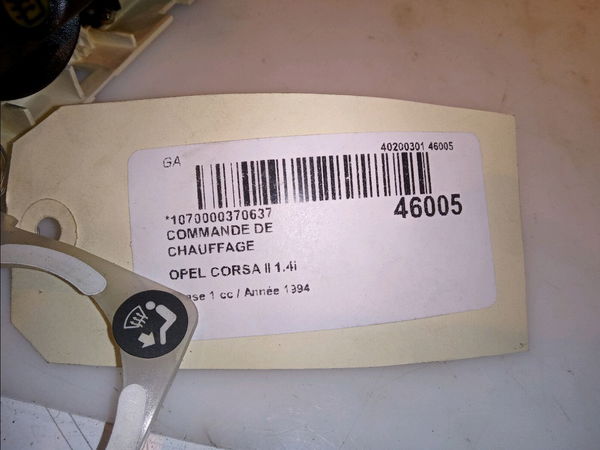 GA
40200301 46005
*1070000370637
46005
COMMANDE DE
CHAUFFAGE
OPEL CORSA II 1.4i
1 cc / Année 1994